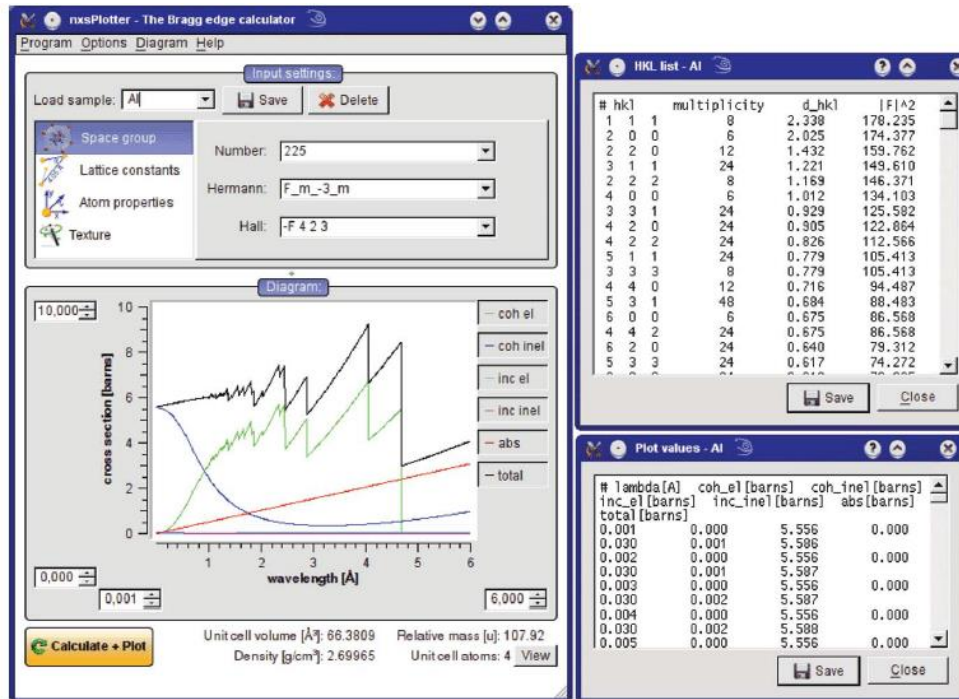 nxsPlotter - The Bragg edge calculator
Program Options Diagram Help
Input settings:
Load sample: Al Save Delete
Space group
Lattice constants
Atom properties
Texture
Number: 225
Hermann: F_m_-3_m
Hall: -F 4 2 3
Diagram:
10,000
cross section [barns]
10
8
6
4
2
0
1 2 3 4 5 6
wavelength [Å]
coh el
coh inel
inc el
inc inel
abs
total
0,000
0,001
6,000
Calculate + Plot
Unit cell volume [Å³]: 66.3809 Relative mass [u]: 107.92
Density [g/cm³]: 2.69965 Unit cell atoms: 4 View
HKL list - Al
# hkl multiplicity d_hkl |F|^2
1 1 1 8 2.338 178.235
2 0 0 6 2.025 174.377
2 2 0 12 1.432 159.762
3 1 1 24 1.221 149.610
2 2 2 8 1.169 146.371
4 0 0 6 1.012 134.103
3 3 1 24 0.929 125.582
4 2 0 24 0.905 122.864
4 2 2 24 0.826 112.566
5 1 1 24 0.779 105.413
3 3 3 8 0.779 105.413
4 4 0 12 0.716 94.487
5 3 1 48 0.684 88.483
6 0 0 6 0.675 86.568
4 4 2 24 0.675 86.568
6 2 0 24 0.640 79.312
5 3 3 24 0.617 74.272
Save Close
Plot values - Al
# lambda[A] coh_el[barns] coh_inel[barns]
inc_el[barns] inc_inel[barns] abs[barns]
total[barns]
0.001 0.000 5.556 0.000
0.030 0.001 5.586
0.002 0.000 5.556 0.000
0.030 0.001 5.587
0.003 0.000 5.556 0.000
0.030 0.002 5.587
0.004 0.000 5.556 0.000
0.030 0.002 5.588
0.005 0.000 5.556 0.000
Save Close